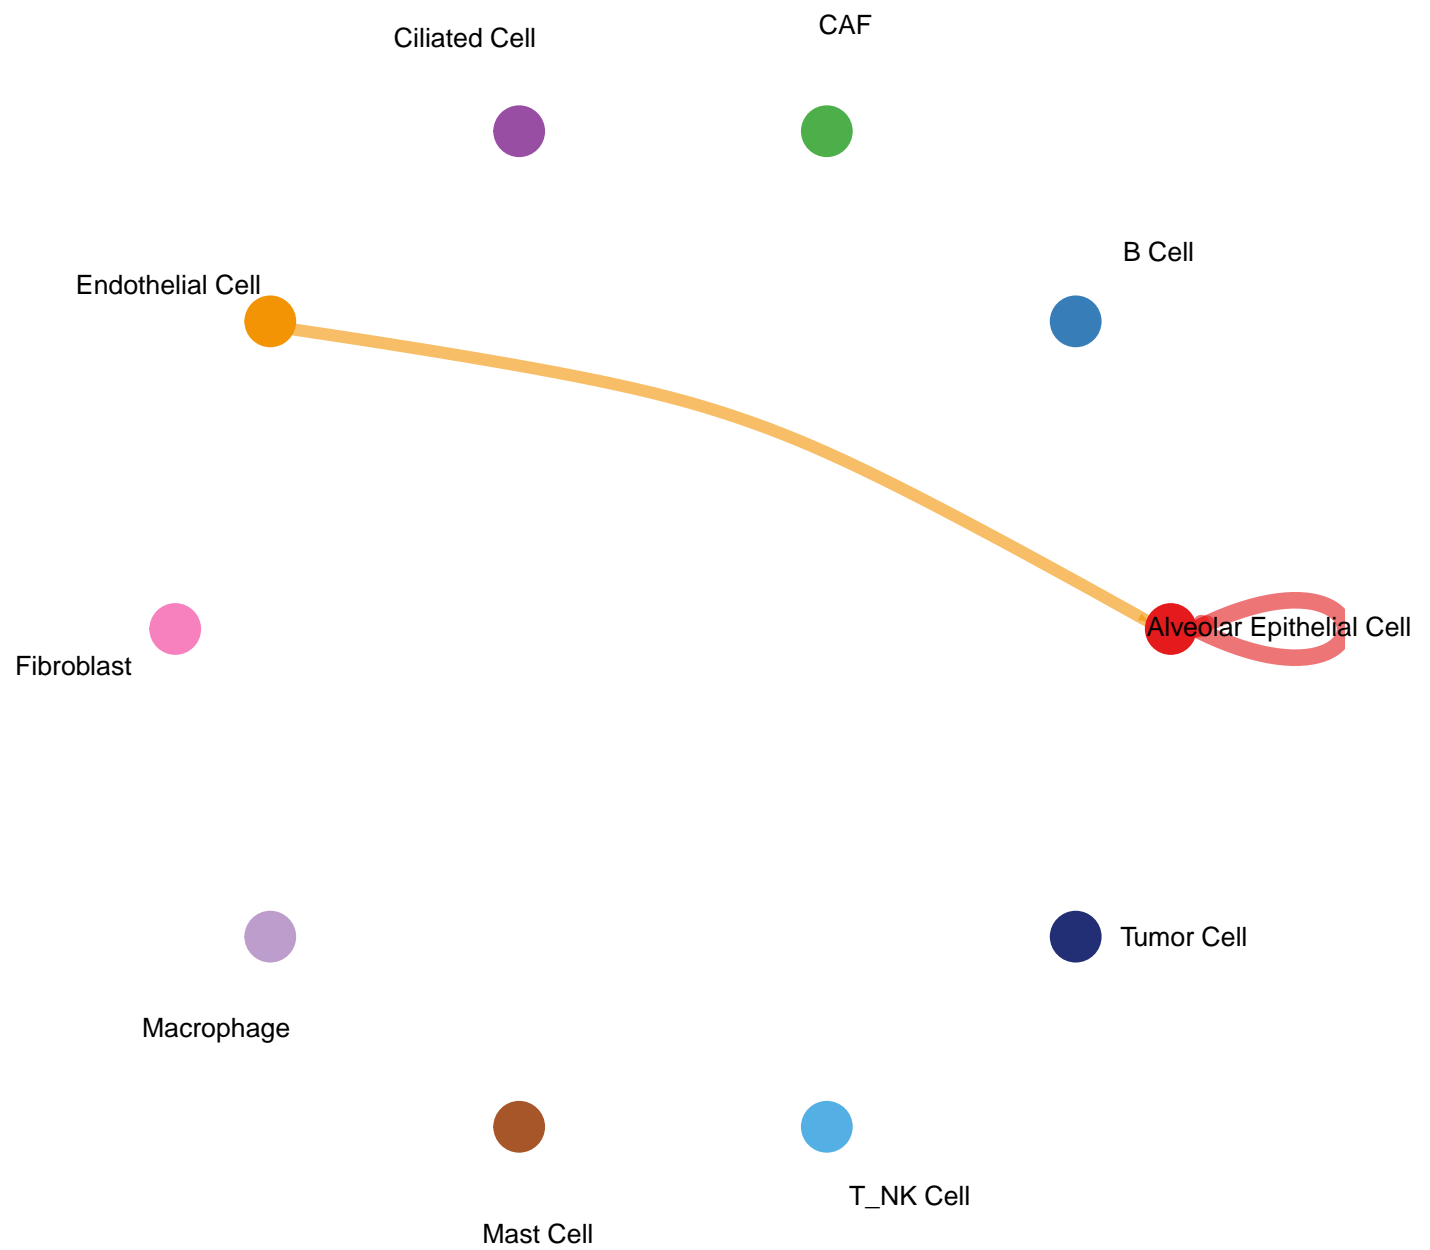 CAF
Ciliated Cell
B Cell
Endothelial Cell
Alveolar Epithelial Cell
Fibroblast
Tumor Cell
Macrophage
T_NK Cell
Mast Cell